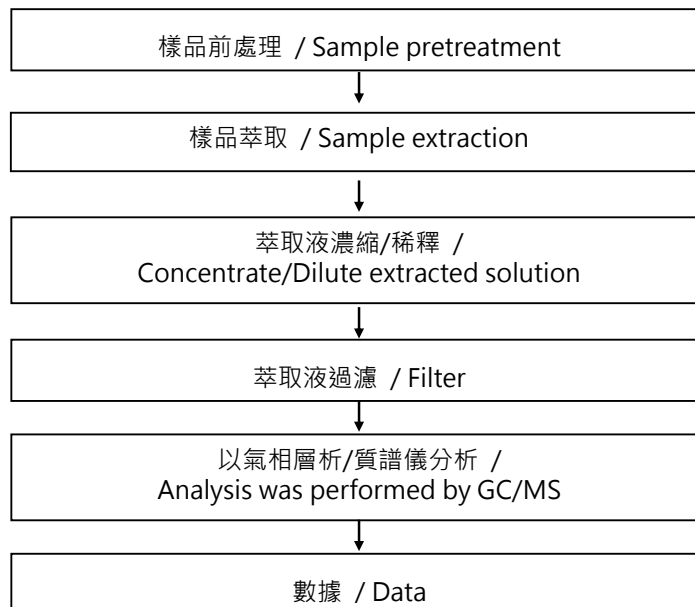 樣品前處理 / Sample pretreatment
樣品萃取 / Sample extraction
萃取液濃縮/稀釋 /
Concentrate/Dilute extracted solution
萃取液過濾 / Filter
以氣相層析/質譜儀分析 /
Analysis was performed by GC/MS
數據 / Data